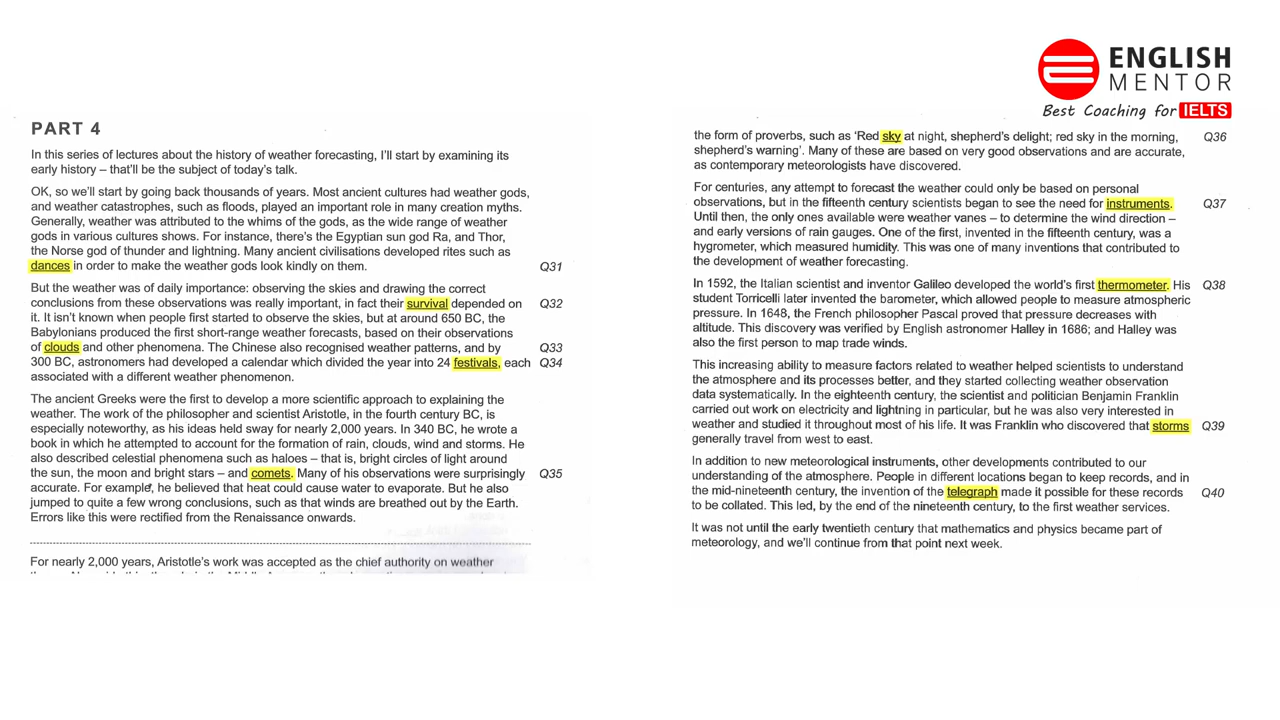 ENGLISH
MENTOR
Best Coaching for IELTS
PART 4
In this series of lectures about the history of weather forecasting, I'll start by examining its
early history – that'll be the subject of today's talk.
OK, so we'll start by going back thousands of years. Most ancient cultures had weather gods,
and weather catastrophes, such as floods, played an important role in many creation myths.
Generally, weather was attributed to the whims of the gods, as the wide range of weather
gods in various cultures shows. For instance, there's the Egyptian sun god Ra, and Thor,
the Norse god of thunder and lightning. Many ancient civilisations developed rites such as
dances in order to make the weather gods look kindly on them. Q31
But the weather was of daily importance: observing the skies and drawing the correct
conclusions from these observations was really important, in fact their survival depended on Q32
it. It isn't known when people first started to observe the skies, but at around 650 BC, the
Babylonians produced the first short-range weather forecasts, based on their observations
of clouds and other phenomena. The Chinese also recognised weather patterns, and by Q33
300 BC, astronomers had developed a calendar which divided the year into 24 festivals, each Q34
associated with a different weather phenomenon.
The ancient Greeks were the first to develop a more scientific approach to explaining the
weather. The work of the philosopher and scientist Aristotle, in the fourth century BC, is
especially noteworthy, as his ideas held sway for nearly 2,000 years. In 340 BC, he wrote a
book in which he attempted to account for the formation of rain, clouds, wind and storms. He
also described celestial phenomena such as haloes – that is, bright circles of light around
the sun, the moon and bright stars – and comets. Many of his observations were surprisingly Q35
accurate. For example, he believed that heat could cause water to evaporate. But he also
jumped to quite a few wrong conclusions, such as that winds are breathed out by the Earth.
Errors like this were rectified from the Renaissance onwards.
For nearly 2,000 years, Aristotle's work was accepted as the chief authority on weather
the form of proverbs, such as 'Red sky at night, shepherd's delight; red sky in the morning, Q36
shepherd's warning'. Many of these are based on very good observations and are accurate,
as contemporary meteorologists have discovered.
For centuries, any attempt to forecast the weather could only be based on personal
observations, but in the fifteenth century scientists began to see the need for instruments. Q37
Until then, the only ones available were weather vanes – to determine the wind direction –
and early versions of rain gauges. One of the first, invented in the fifteenth century, was a
hygrometer, which measured humidity. This was one of many inventions that contributed to
the development of weather forecasting.
In 1592, the Italian scientist and inventor Galileo developed the world's first thermometer. His Q38
student Torricelli later invented the barometer, which allowed people to measure atmospheric
pressure. In 1648, the French philosopher Pascal proved that pressure decreases with
altitude. This discovery was verified by English astronomer Halley in 1686; and Halley was
also the first person to map trade winds.
This increasing ability to measure factors related to weather helped scientists to understand
the atmosphere and its processes better, and they started collecting weather observation
data systematically. In the eighteenth century, the scientist and politician Benjamin Franklin
carried out work on electricity and lightning in particular, but he was also very interested in
weather and studied it throughout most of his life. It was Franklin who discovered that storms Q39
generally travel from west to east.
In addition to new meteorological instruments, other developments contributed to our
understanding of the atmosphere. People in different locations began to keep records, and in
the mid-nineteenth century, the invention of the telegraph made it possible for these records Q40
to be collated. This led, by the end of the nineteenth century, to the first weather services.
It was not until the early twentieth century that mathematics and physics became part of
meteorology, and we'll continue from that point next week.